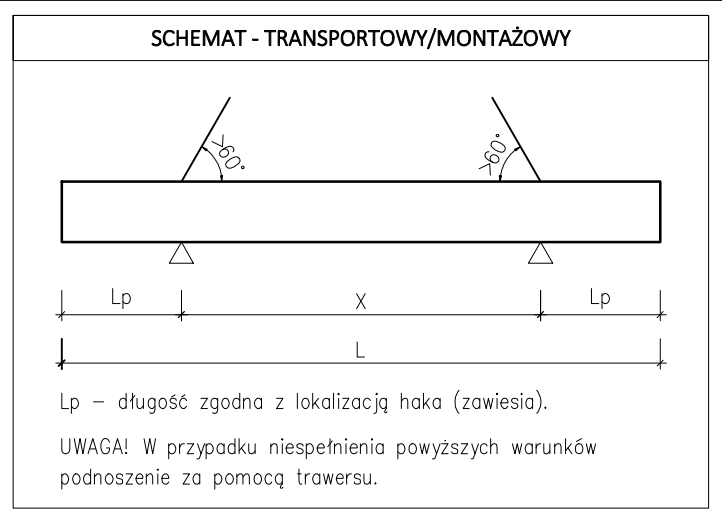 SCHEMAT - TRANSPORTOWY/MONTAŻOWY
>60°
>60°
Lp
X
Lp
L
Lp – długość zgodna z lokalizacją haka (zawiesia).
UWAGA! W przypadku niespełnienia powyższych warunków
podnoszenie za pomocą trawersu.